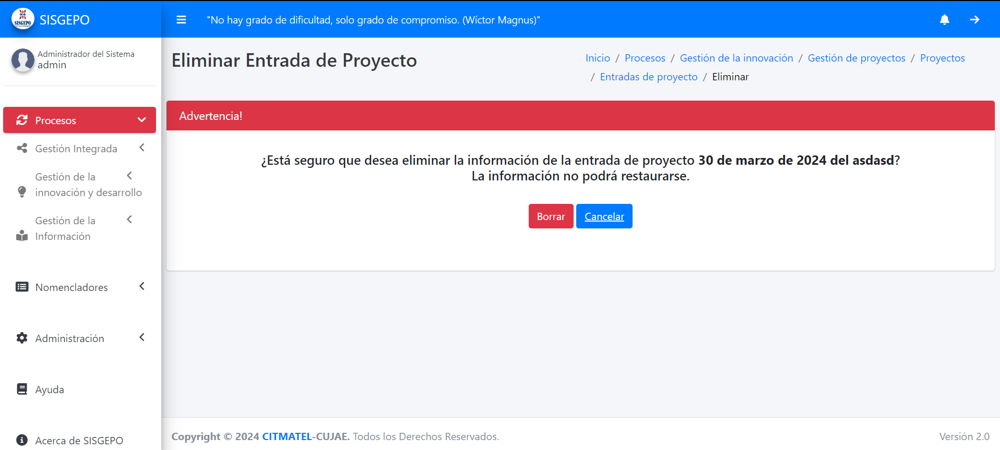 SISGEPO
SISGEPO
"No hay grado de dificultad, solo grado de compromiso. (Wíctor Magnus)"
Administrador del Sistema
admin
Eliminar Entrada de Proyecto
Inicio / Procesos / Gestión de la innovación / Gestión de proyectos / Proyectos
/ Entradas de proyecto / Eliminar
Procesos
Gestión Integrada
Gestión de la
innovación y desarrollo
Gestión de la
Información
Nomencladores
Administración
Ayuda
Acerca de SISGEPO
Advertencia!
¿Está seguro que desea eliminar la información de la entrada de proyecto 30 de marzo de 2024 del asdasd?
La información no podrá restaurarse.
Borrar
Cancelar
Copyright © 2024 CITMATEL-CUJAE. Todos los Derechos Reservados.
Versión 2.0